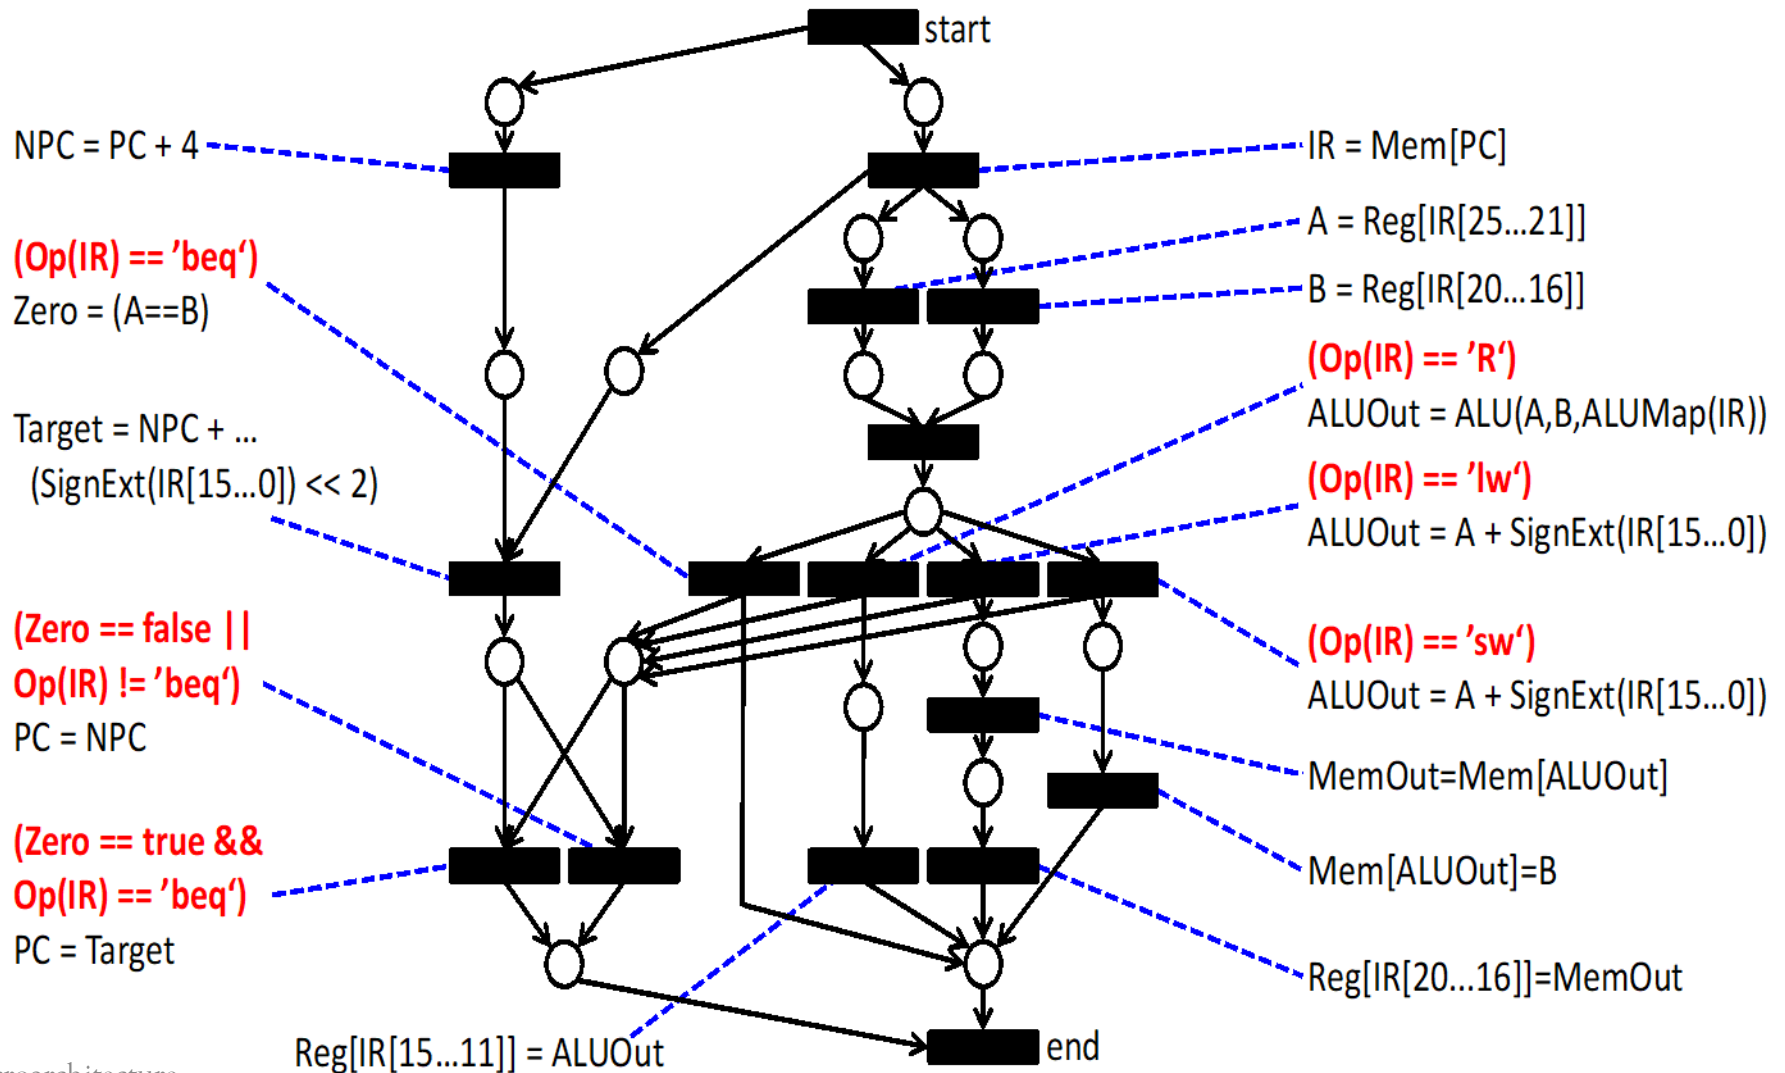 start
NPC = PC + 4
IR = Mem[PC]
A = Reg[IR[25...21]]
(Op(IR) == ’beq‘)
Zero = (A==B)
B = Reg[IR[20...16]]
(Op(IR) == ’R‘)
ALUOut = ALU(A,B,ALUMap(IR))
Target = NPC + ...
(SignExt(IR[15...0]) << 2)
(Op(IR) == ’lw‘)
ALUOut = A + SignExt(IR[15...0])
(Zero == false ||
Op(IR) != ’beq‘)
PC = NPC
(Op(IR) == ’sw‘)
ALUOut = A + SignExt(IR[15...0])
MemOut=Mem[ALUOut]
(Zero == true &&
Op(IR) == ’beq‘)
PC = Target
Mem[ALUOut]=B
Reg[IR[20...16]]=MemOut
Reg[IR[15...11]] = ALUOut
end